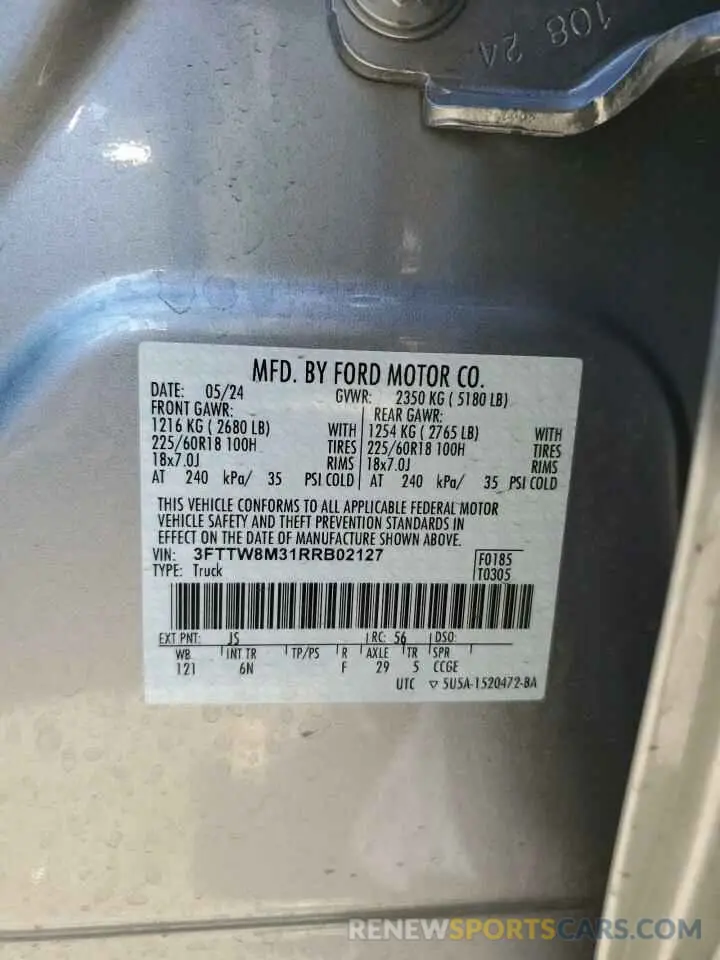 108 24
MFD. BY FORD MOTOR CO.
DATE: 05/24 GVWR: 2350 KG ( 5180 LB)
FRONT GAWR: REAR GAWR:
1216 KG ( 2680 LB) WITH 1254 KG ( 2765 LB) WITH
225/60R18 100H TIRES 225/60R18 100H TIRES
18x7.0J RIMS 18x7.0J RIMS
AT 240 kPa/ 35 PSI COLD AT 240 kPa/ 35 PSI COLD
THIS VEHICLE CONFORMS TO ALL APPLICABLE FEDERAL MOTOR
VEHICLE SAFETY AND THEFT PREVENTION STANDARDS IN
EFFECT ON THE DATE OF MANUFACTURE SHOWN ABOVE.
VIN: 3FTTW8M31RRB02127 F0185
TYPE: Truck T0305
EXT PNT: JS RC: 56 DSO:
WB INT TR TP/PS R AXLE TR SPR
121 6N F 29 5 CCGE
UTC ▽ 5U5A-1520472-BA
RENEWSPORTSCARS.COM